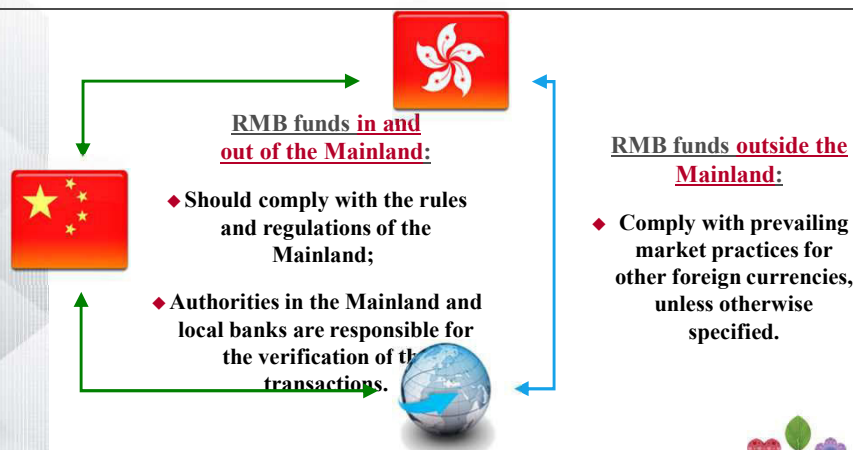 RMB funds in and
out of the Mainland:
◆Should comply with the rules
and regulations of the
Mainland;
◆Authorities in the Mainland and
local banks are responsible for
the verification of
transactions.
RMB funds outside the
Mainland:
◆ Comply with prevailing
market practices for
other foreign currencies,
unless otherwise
specified.